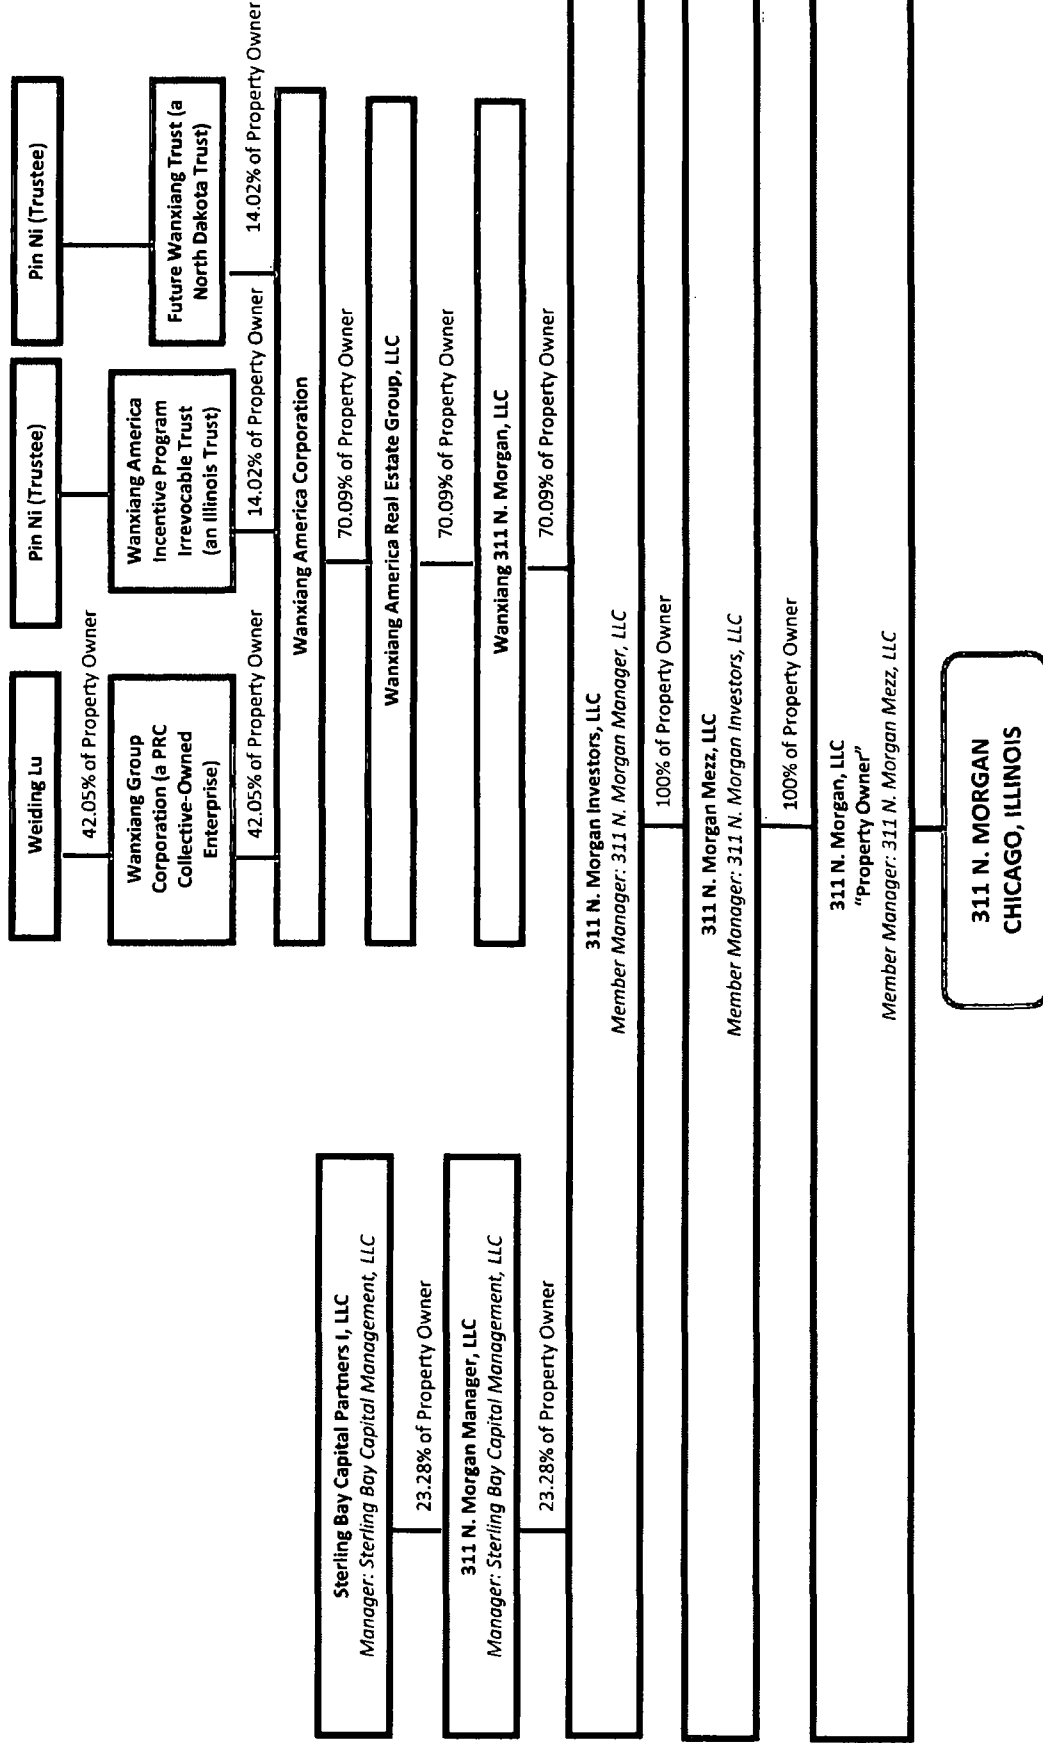 Weiding Lu
Pin Ni (Trustee)
Pin Ni (Trustee)
42.05% of Property Owner
Wanxiang Group
Corporation (a PRC
Collective-Owned
Enterprise)
Wanxiang America
Incentive Program
Irrevocable Trust
(an Illinois Trust)
Future Wanxiang Trust (a
North Dakota Trust)
42.05% of Property Owner
14.02% of Property Owner
14.02% of Property Owner
Wanxiang America Corporation
70.09% of Property Owner
Wanxiang America Real Estate Group, LLC
70.09% of Property Owner
Wanxiang 311 N. Morgan, LLC
70.09% of Property Owner
Sterling Bay Capital Partners I, LLC
Manager: Sterling Bay Capital Management, LLC
23.28% of Property Owner
311 N. Morgan Manager, LLC
Manager: Sterling Bay Capital Management, LLC
23.28% of Property Owner
311 N. Morgan Investors, LLC
Member Manager: 311 N. Morgan Manager, LLC
100% of Property Owner
311 N. Morgan Mezz, LLC
Member Manager: 311 N. Morgan Investors, LLC
100% of Property Owner
311 N. Morgan, LLC
"Property Owner"
Member Manager: 311 N. Morgan Mezz, LLC
311 N. MORGAN
CHICAGO, ILLINOIS